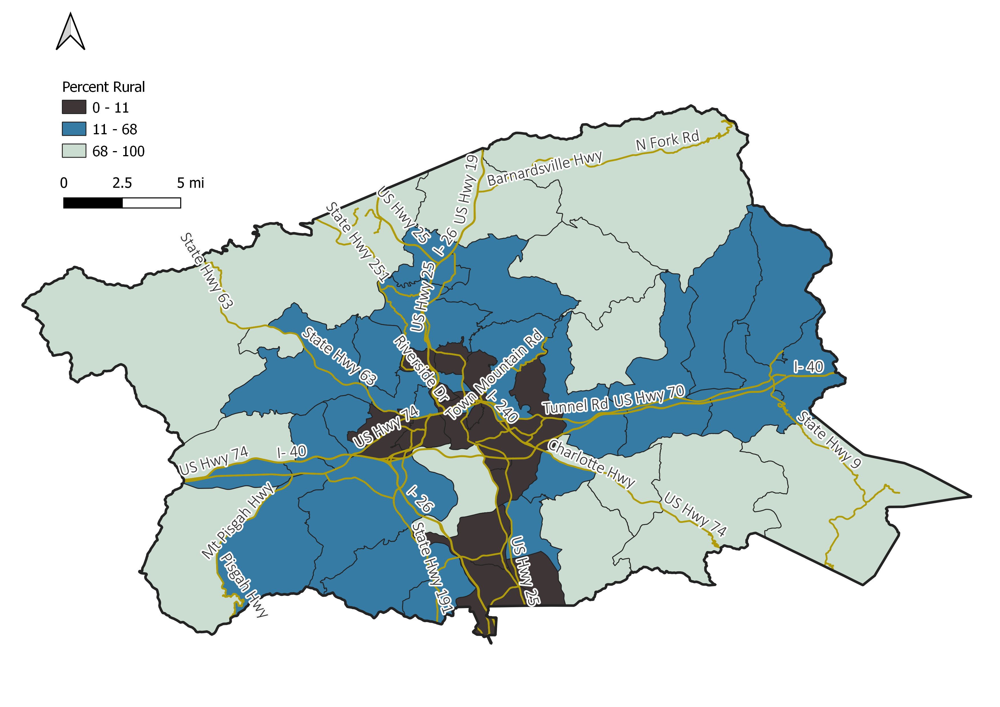 Percent Rural
0 - 11
11 - 68
68 - 100
0 2.5 5 mi
N Fork Rd
Barnardsville Hwy
US Hwy 19
US Hwy 25
State Hwy 251
I- 26
State Hwy 63
US Hwy 25
State Hwy 63
Riverside Dr
Town Mountain Rd
I- 40
I- 240
Tunnel Rd
US Hwy 70
US Hwy 74
State Hwy 9
Charlotte Hwy
US Hwy 74
I- 40
Mt Pisgah Hwy
I- 26
US Hwy 74
State Hwy 191
US Hwy 25
Pisgah Hwy